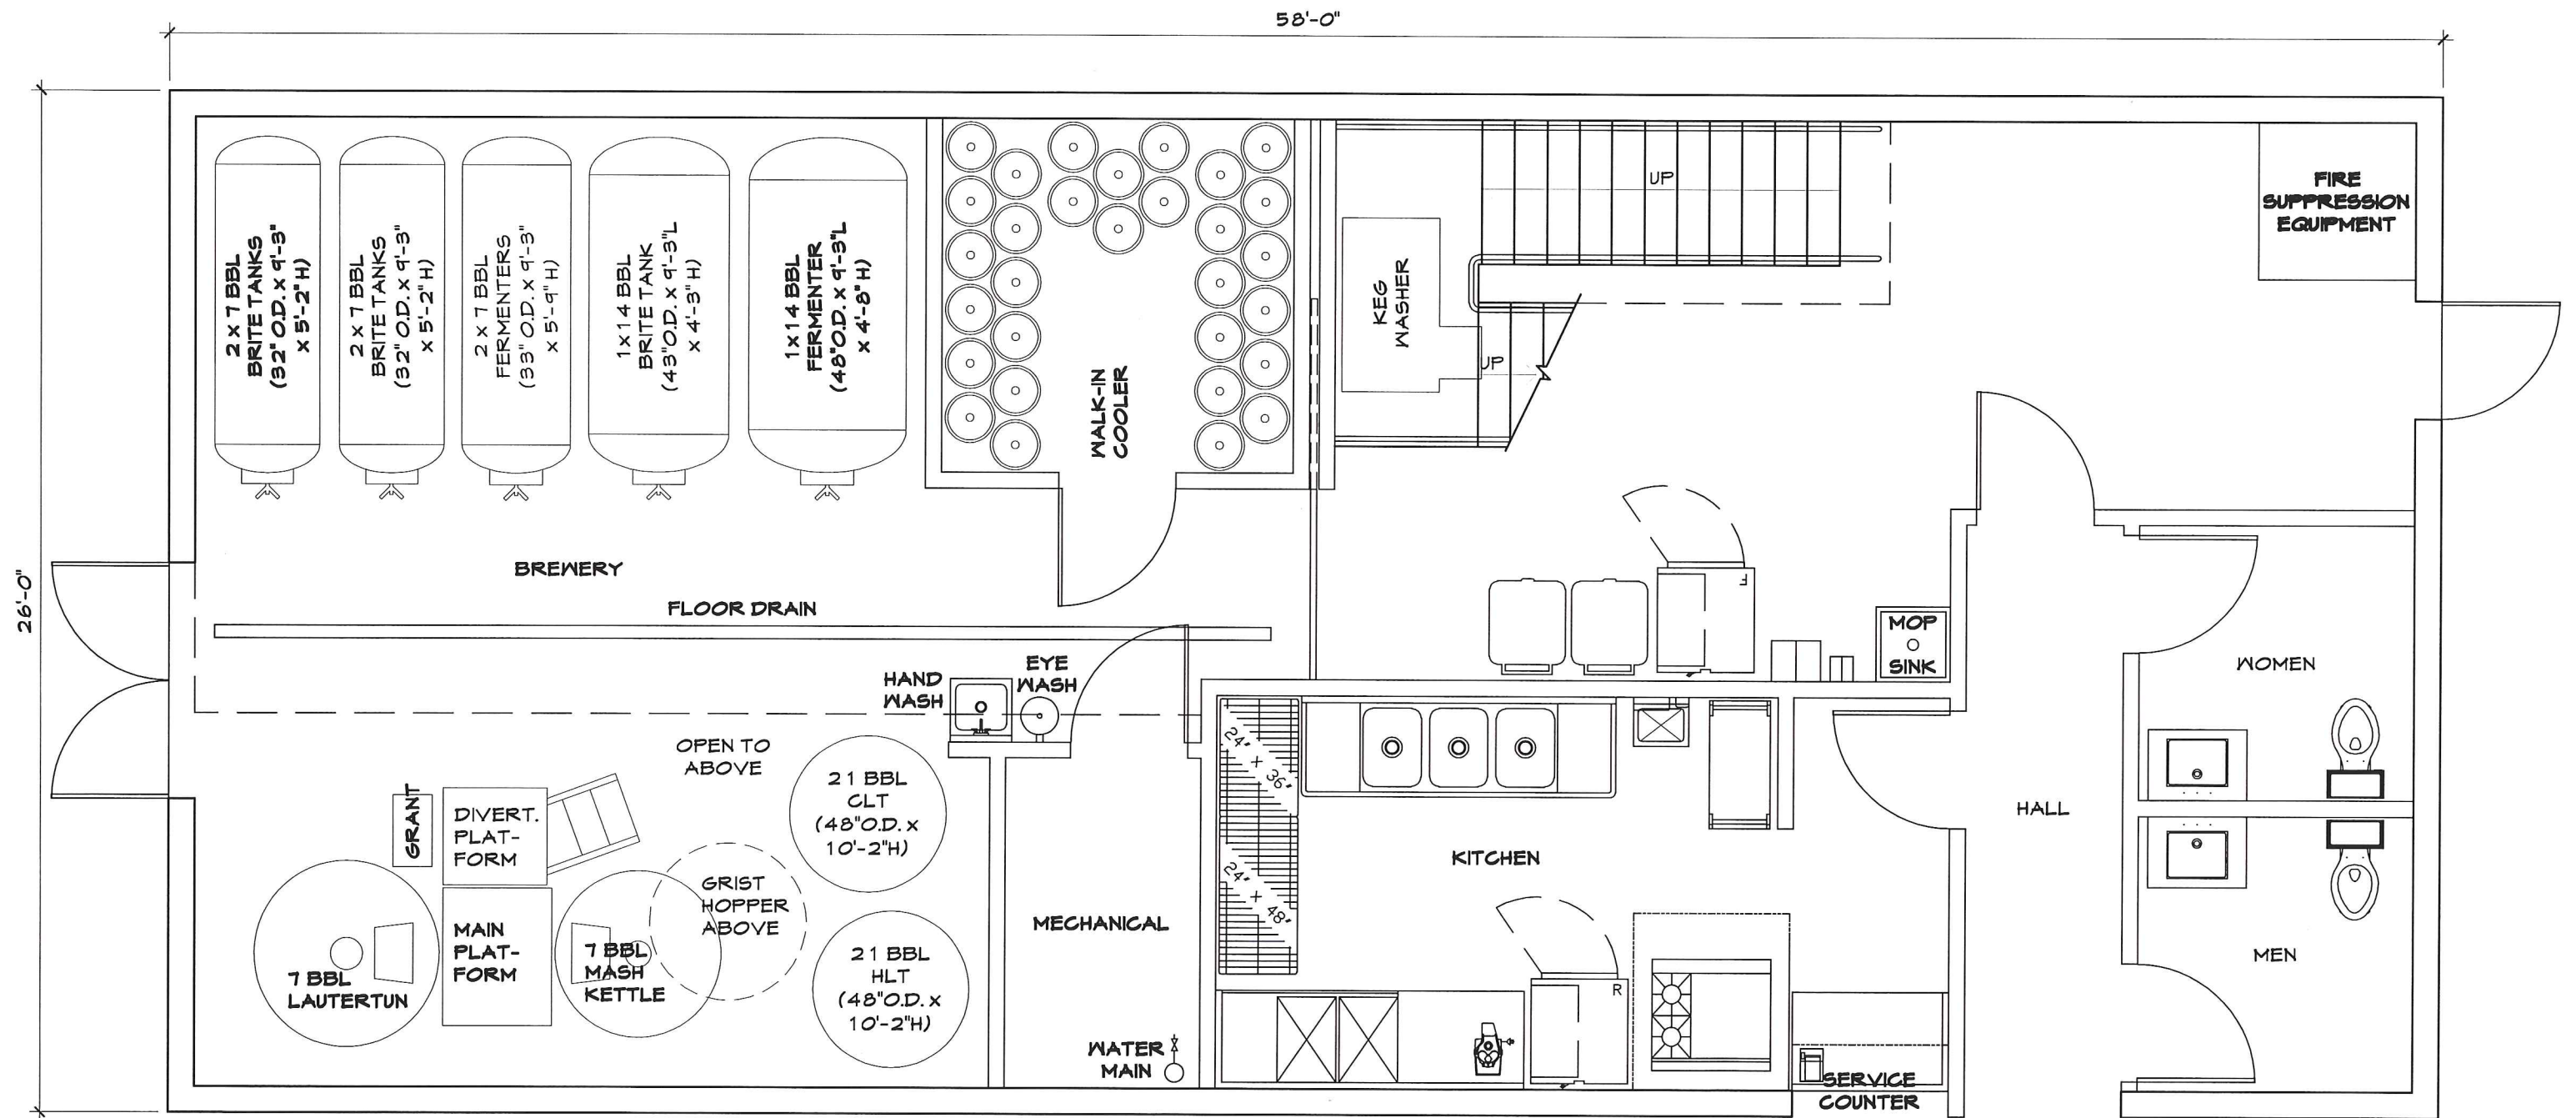 58'-0"
26'-0"
2 x 7 BBL
BRITE TANKS
(32" O.D. x 9'-3"
x 5'-2" H)
2 x 7 BBL
BRITE TANKS
(32" O.D. x 9'-3"
x 5'-2" H)
2 x 7 BBL
FERMENTERS
(33" O.D. x 9'-3"
x 5'-9" H)
1x14 BBL
BRITE TANK
(43"O.D. x 9'-3"L
x 4'-3" H)
1x14 BBL
FERMENTER
(48"O.D. x 9'-3"L
x 4'-8" H)
WALK-IN
COOLER
KEG
WASHER
UP
UP
FIRE
SUPPRESSION
EQUIPMENT
BREWERY
FLOOR DRAIN
HAND
WASH
EYE
WASH
F
MOP
SINK
WOMEN
OPEN TO
ABOVE
GRANT
DIVERT.
PLAT-
FORM
21 BBL
CLT
(48"O.D. x
10'-2"H)
24" x 36"
24" x 48"
KITCHEN
HALL
GRIST
HOPPER
ABOVE
MAIN
PLAT-
FORM
7 BBL
LAUTERTUN
7 BBL
MASH
KETTLE
21 BBL
HLT
(48"O.D. x
10'-2"H)
MECHANICAL
WATER
MAIN
R
MEN
SERVICE
COUNTER